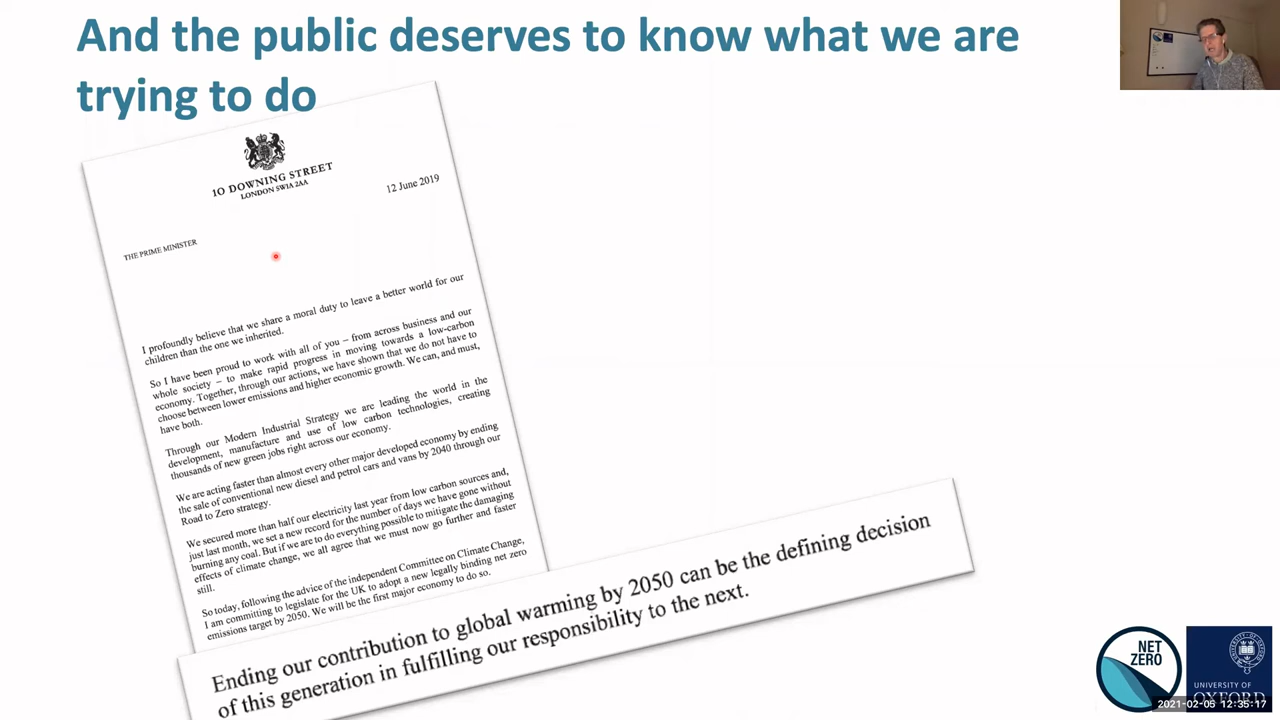 And the public deserves to know what we are
trying to do
10 DOWNING STREET
LONDON SW1A 2AA
12 June 2019
THE PRIME MINISTER
I profoundly believe that we share a moral duty to leave a better world for our
children than the one we inherited.
So I have been proud to work with all of you – from across business and our
whole society – to make rapid progress in moving towards a low-carbon
economy. Together, through our actions, we have shown that we do not have to
choose between lower emissions and higher economic growth. We can, and must,
have both.
Through our Modern Industrial Strategy we are leading the world in the
development, manufacture and use of low carbon technologies, creating
thousands of new green jobs right across our economy.
We are acting faster than almost every other major developed economy by ending
the sale of conventional new diesel and petrol cars and vans by 2040 through our
Road to Zero strategy.
We secured more than half our electricity last year from low carbon sources and,
just last month, we set a new record for the number of days we have gone without
burning any coal. But if we are to do everything possible to mitigate the damaging
effects of climate change, we all agree that we must now go further and faster
still.
So today, following the advice of the independent Committee on Climate Change,
I am committing to legislate for the UK to adopt a new legally binding net zero
emissions target by 2050. We will be the first major economy to do so.
Ending our contribution to global warming by 2050 can be the defining decision
of this generation in fulfilling our responsibility to the next.
NET
ZERO
UNIVERSITY OF
OXFORD
2021-02-05 12:35:17